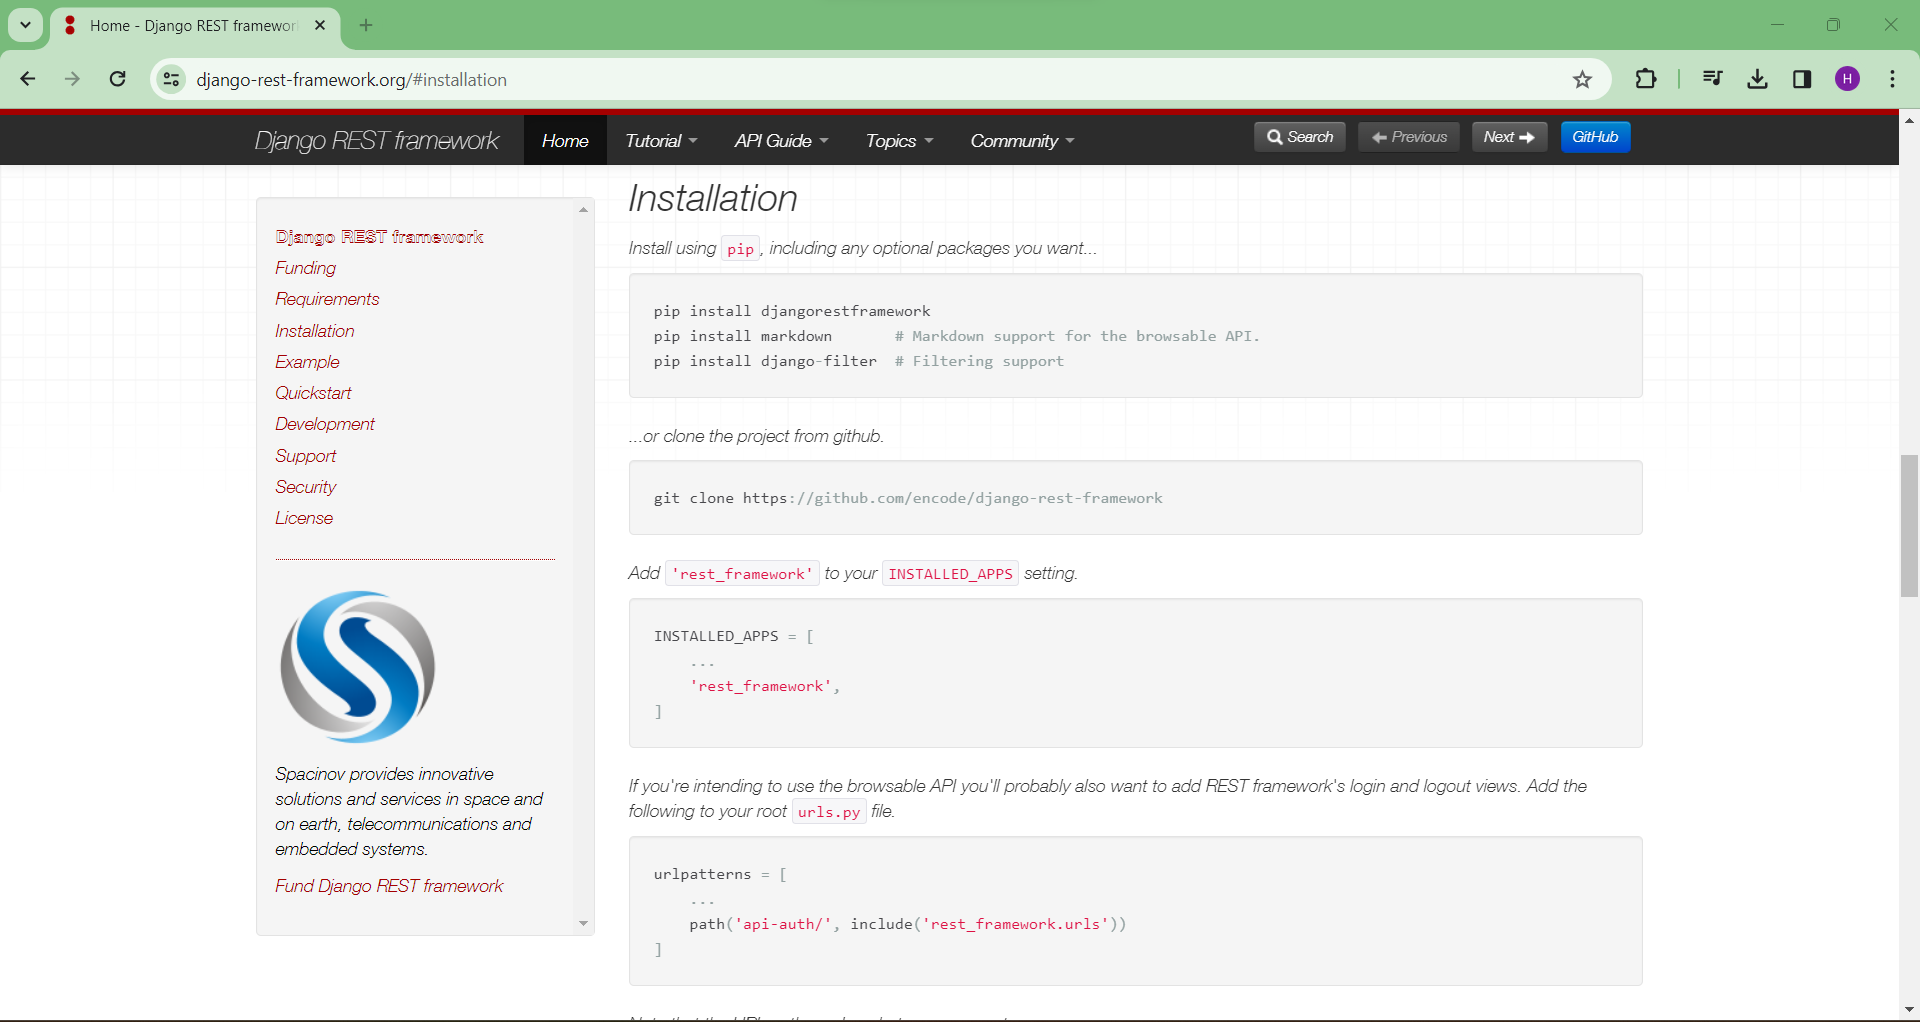 Home - Django REST framewor
django-rest-framework.org/#installation
H
Django REST framework
Home
Tutorial
API Guide
Topics
Community
Search
Previous
Next
GitHub
Django REST framework
Funding
Requirements
Installation
Example
Quickstart
Development
Support
Security
License
Spacinov provides innovative
solutions and services in space and
on earth, telecommunications and
embedded systems.
Fund Django REST framework
Installation
Install using pip, including any optional packages you want...
pip install djangorestframework
pip install markdown       # Markdown support for the browsable API.
pip install django-filter  # Filtering support
...or clone the project from github.
git clone https://github.com/encode/django-rest-framework
Add 'rest_framework' to your INSTALLED_APPS setting.
INSTALLED_APPS = [
    ...
    'rest_framework',
]
If you're intending to use the browsable API you'll probably also want to add REST framework's login and logout views. Add the
following to your root urls.py file.
urlpatterns = [
    ...
    path('api-auth/', include('rest_framework.urls'))
]